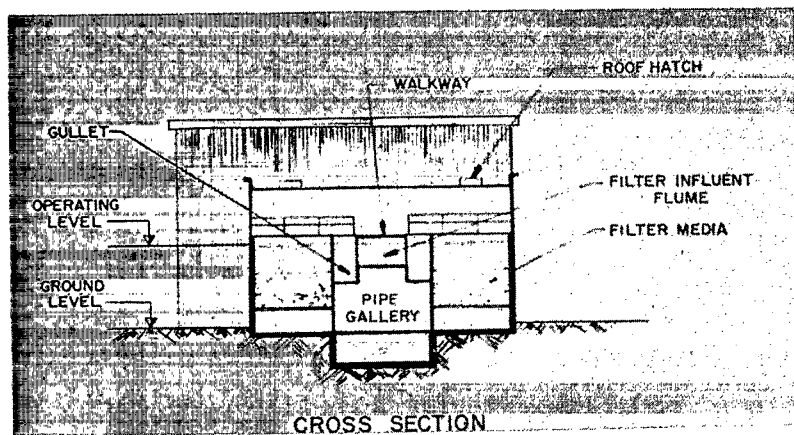 ROOF HATCH
WALKWAY
GULLET
FILTER INFLUENT
FLUME
OPERATING
LEVEL
FILTER MEDIA
GROUND
LEVEL
PIPE
GALLERY
CROSS SECTION